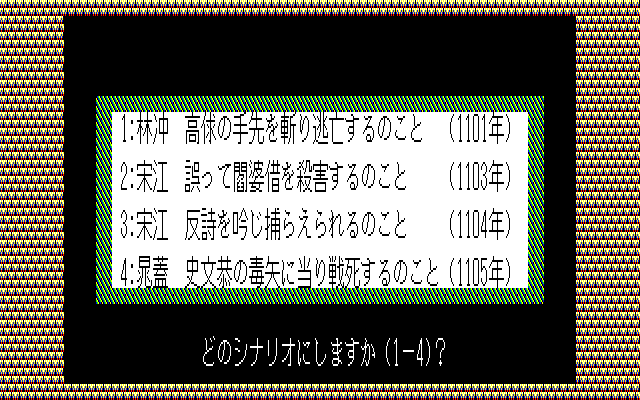 1:林冲 高俅の手先を斬り逃亡するのこと (1101年)
2:宋江 誤って閻婆惜を殺害するのこと (1103年)
3:宋江 反詩を吟じ捕らえられるのこと (1104年)
4:晁蓋 史文恭の毒矢に当り戦死するのこと (1105年)
どのシナリオにしますか (1-4)?